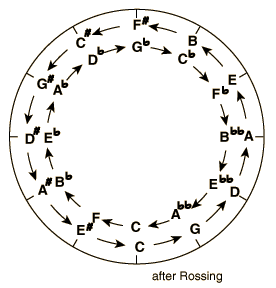 F♯
C♯ B
D♭ G♭ C♭
G♯ A♭ F♭ E
D♯ E♭ B♭♭ A
A♯ B♭ E♭♭ D
E♯ F C A♭♭ G
C
after Rossing